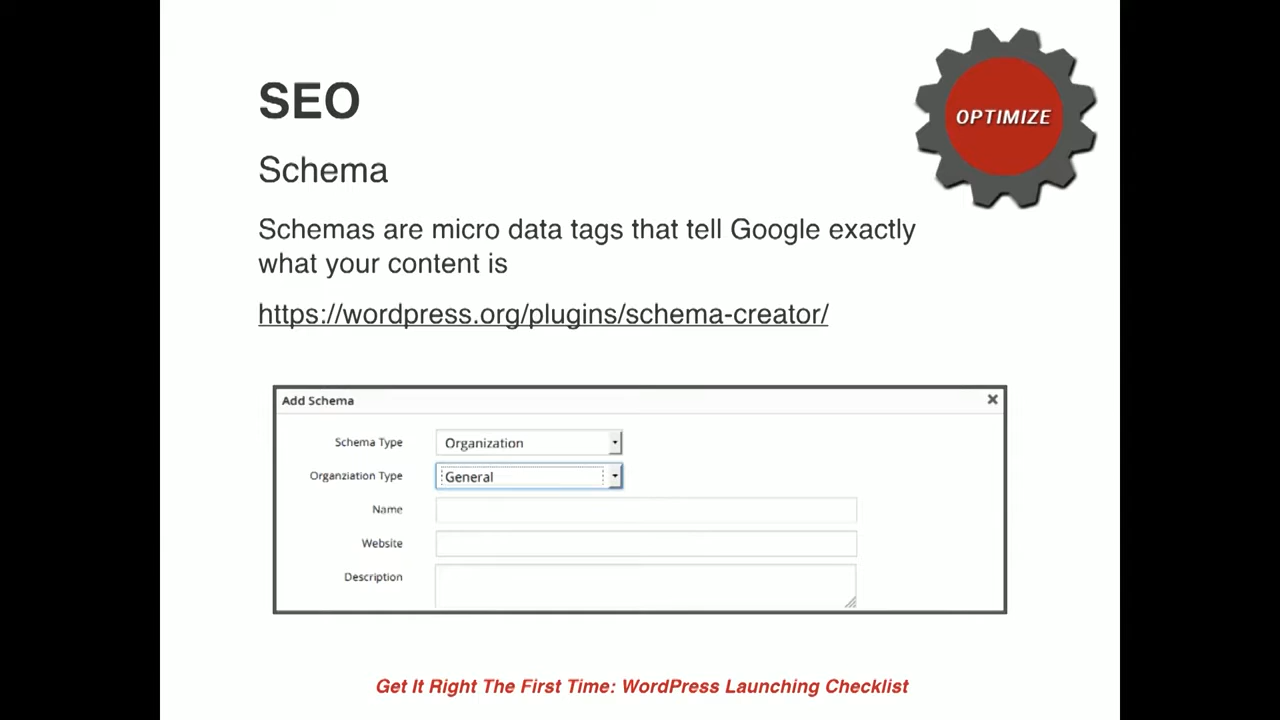 SEO
OPTIMIZE
Schema
Schemas are micro data tags that tell Google exactly
what your content is
https://wordpress.org/plugins/schema-creator/
Add Schema
Schema Type Organization
Organziation Type General
Name
Website
Description
Get It Right The First Time: WordPress Launching Checklist